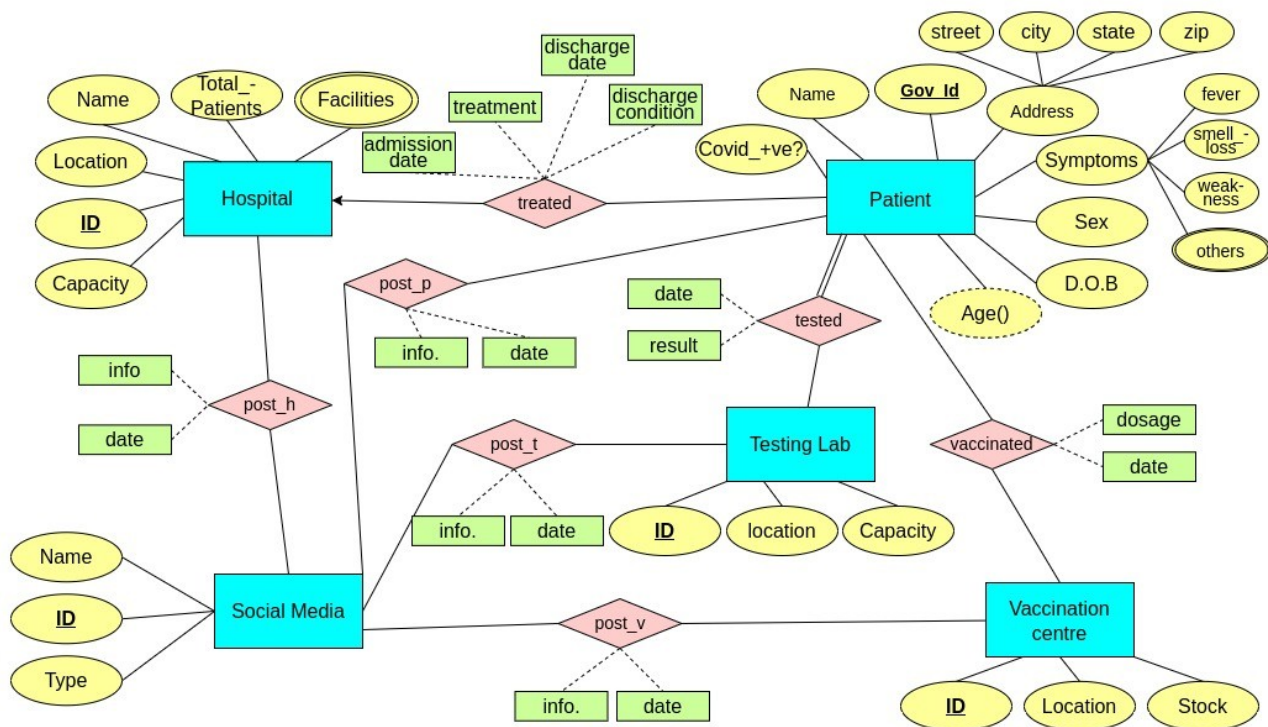 street
city
state
zip
discharge
date
Total_-
Patients
Name
Facilities
treatment
discharge
condition
Name
Gov_Id
Address
fever
admission
date
Covid_+ve?
Symptoms
smell_-
loss
Location
Hospital
treated
Patient
weak-
ness
ID
Sex
others
Capacity
post_p
date
tested
Age()
D.O.B
info.
date
result
info
post_h
date
post_t
Testing Lab
vaccinated
dosage
date
info.
date
ID
location
Capacity
Name
ID
Social Media
post_v
Vaccination
centre
Type
info.
date
ID
Location
Stock